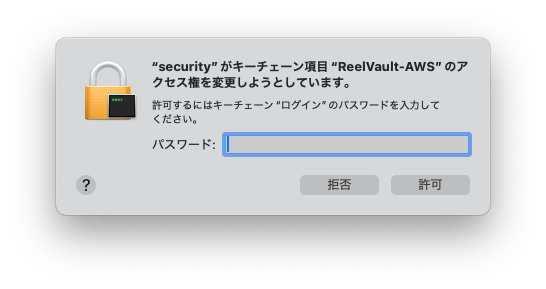 “security” がキーチェーン項目 “ReelVault-AWS” のア
クセス権を変更しようとしています。
許可するにはキーチェーン“ログイン” のパスワードを入力して
ください。
パスワード:
?
拒否
許可